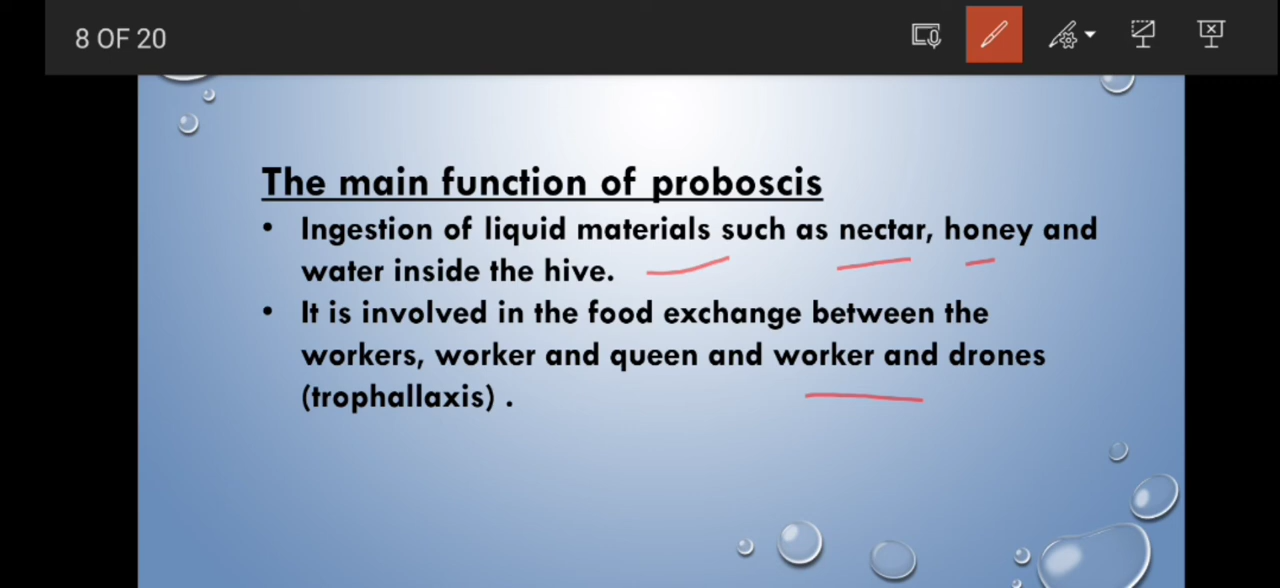 8 OF 20
The main function of proboscis
• Ingestion of liquid materials such as nectar, honey and
water inside the hive.
• It is involved in the food exchange between the
workers, worker and queen and worker and drones
(trophallaxis) .